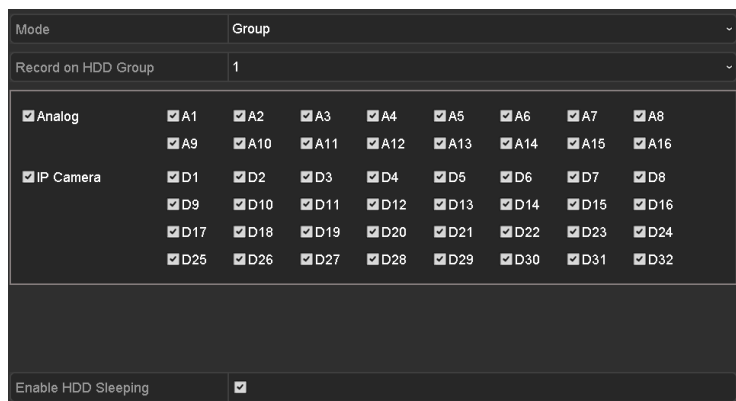 Mode Group
Record on HDD Group 1
Analog A1 A2 A3 A4 A5 A6 A7 A8
A9 A10 A11 A12 A13 A14 A15 A16
IP Camera D1 D2 D3 D4 D5 D6 D7 D8
D9 D10 D11 D12 D13 D14 D15 D16
D17 D18 D19 D20 D21 D22 D23 D24
D25 D26 D27 D28 D29 D30 D31 D32
Enable HDD Sleeping